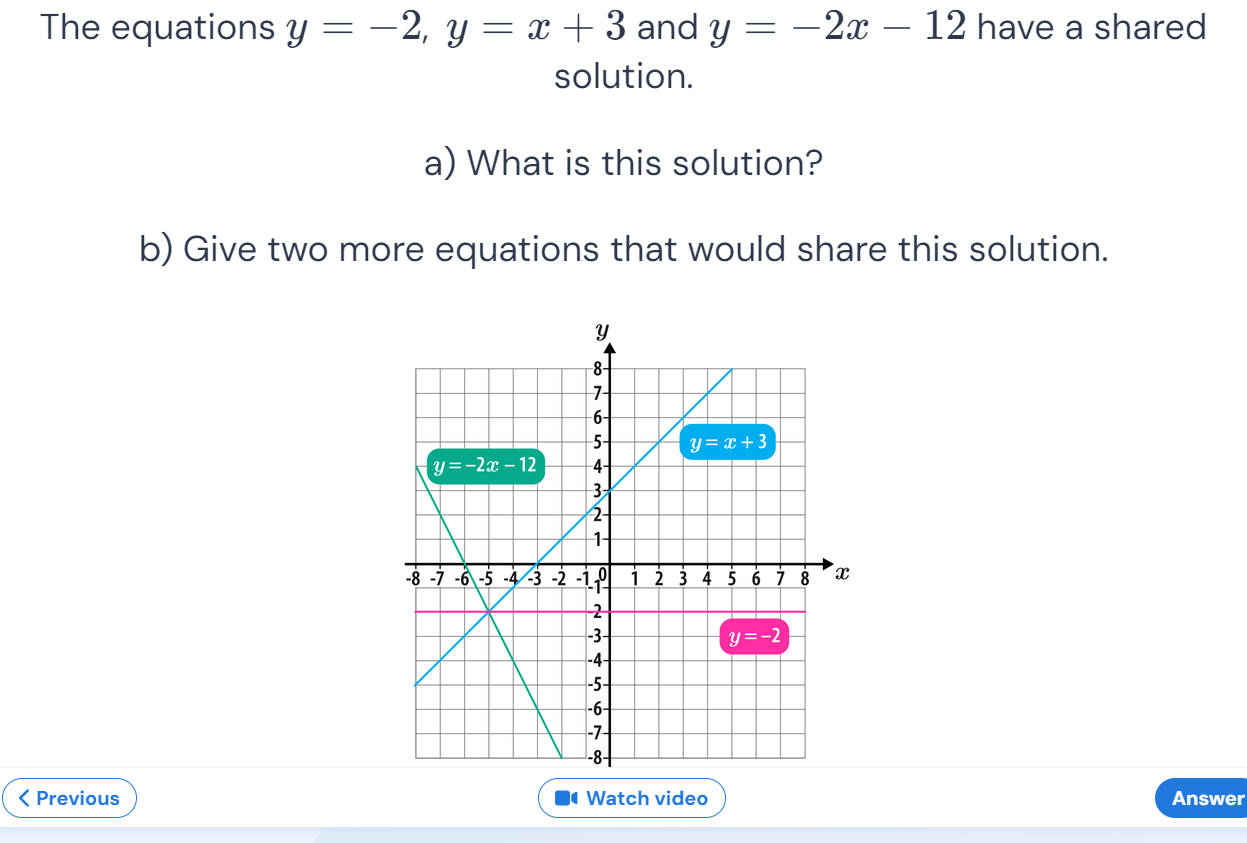 The equations y = −2, y = x + 3 and y = −2x − 12 have a shared
solution.
a) What is this solution?
b) Give two more equations that would share this solution.
y
8
7
6
y = x + 3
5
y = −2x − 12
4
3
2
1
-8 -7 -6 -5 -4 -3 -2 -1 0 1 2 3 4 5 6 7 8 x
-1
-2
y = −2
-3
-4
-5
-6
-7
-8
Previous Watch video Answer